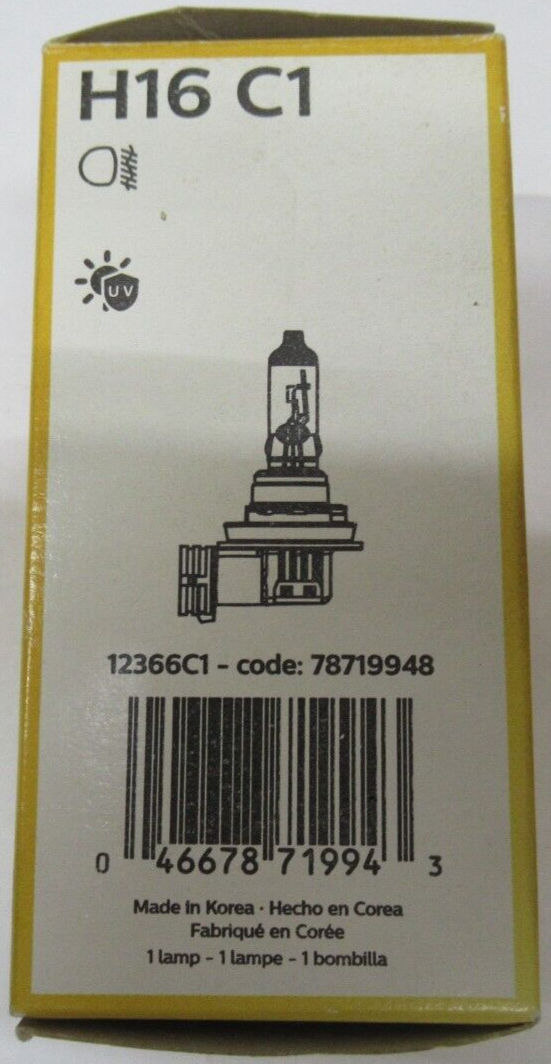 H16 C1
UV
12366C1 - code: 78719948
0 46678 71994 3
Made in Korea · Hecho en Corea
Fabriqué en Corée
1 lamp - 1 lampe - 1 bombilla